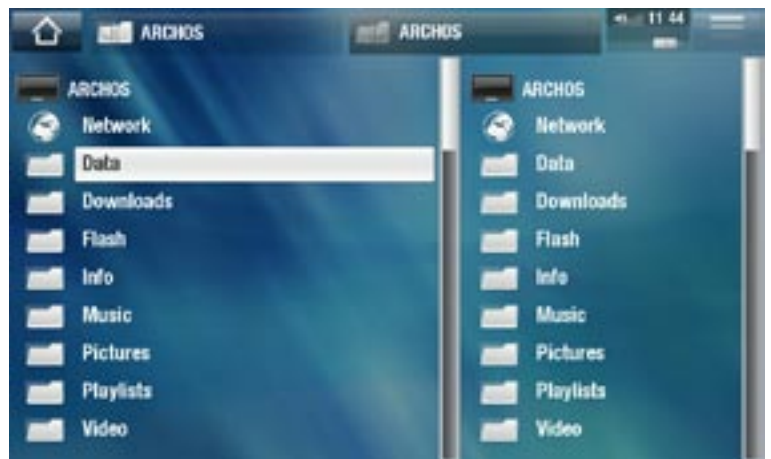 ARCHOS
ARCHOS
11 44
ARCHOS
Network
Data
Downloads
Flash
Info
Music
Pictures
Playlists
Video
ARCHOS
Network
Data
Downloads
Flash
Info
Music
Pictures
Playlists
Video